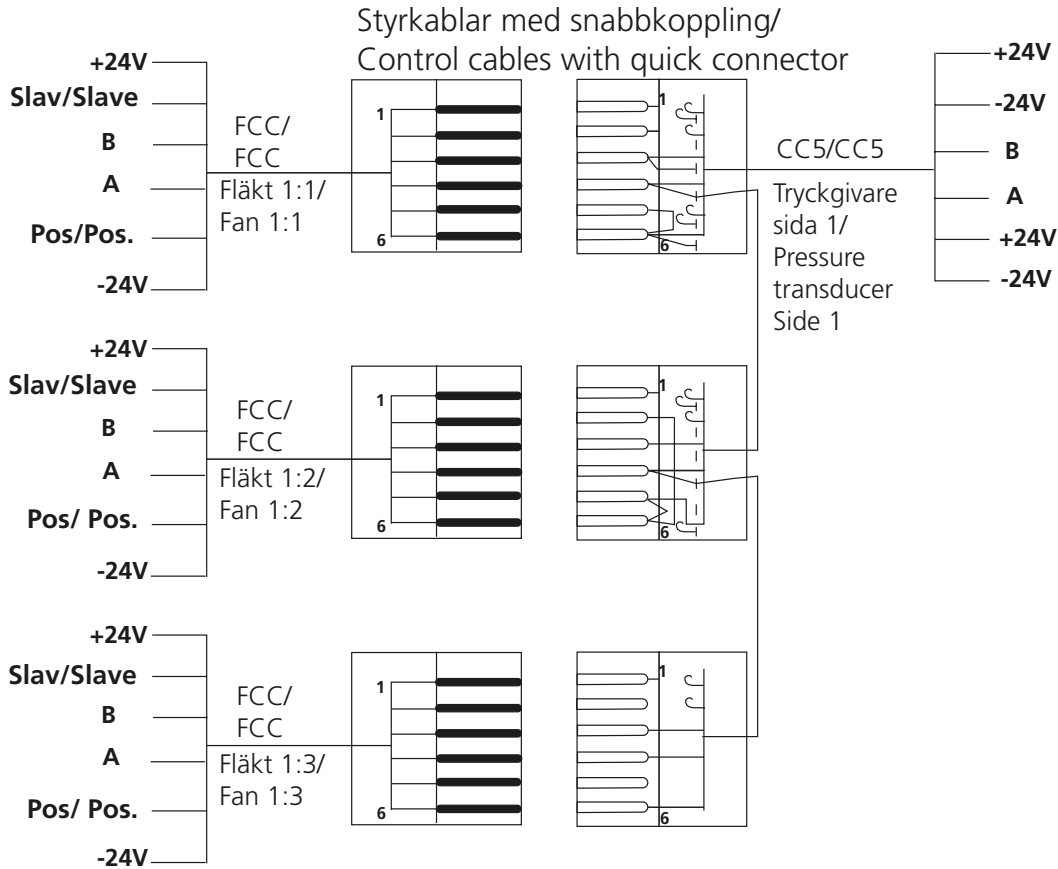 Styrkablar med snabbkoppling/
Control cables with quick connector
+24V
Slav/Slave
B
A
Pos/Pos.
-24V
FCC/
FCC
Fläkt 1:1/
Fan 1:1
1
6
1
6
CC5/CC5
Tryckgivare
sida 1/
Pressure
transducer
Side 1
+24V
-24V
B
A
+24V
-24V
+24V
Slav/Slave
B
A
Pos/ Pos.
-24V
FCC/
FCC
Fläkt 1:2/
Fan 1:2
1
6
1
6
+24V
Slav/Slave
B
A
Pos/ Pos.
-24V
FCC/
FCC
Fläkt 1:3/
Fan 1:3
1
6
1
6